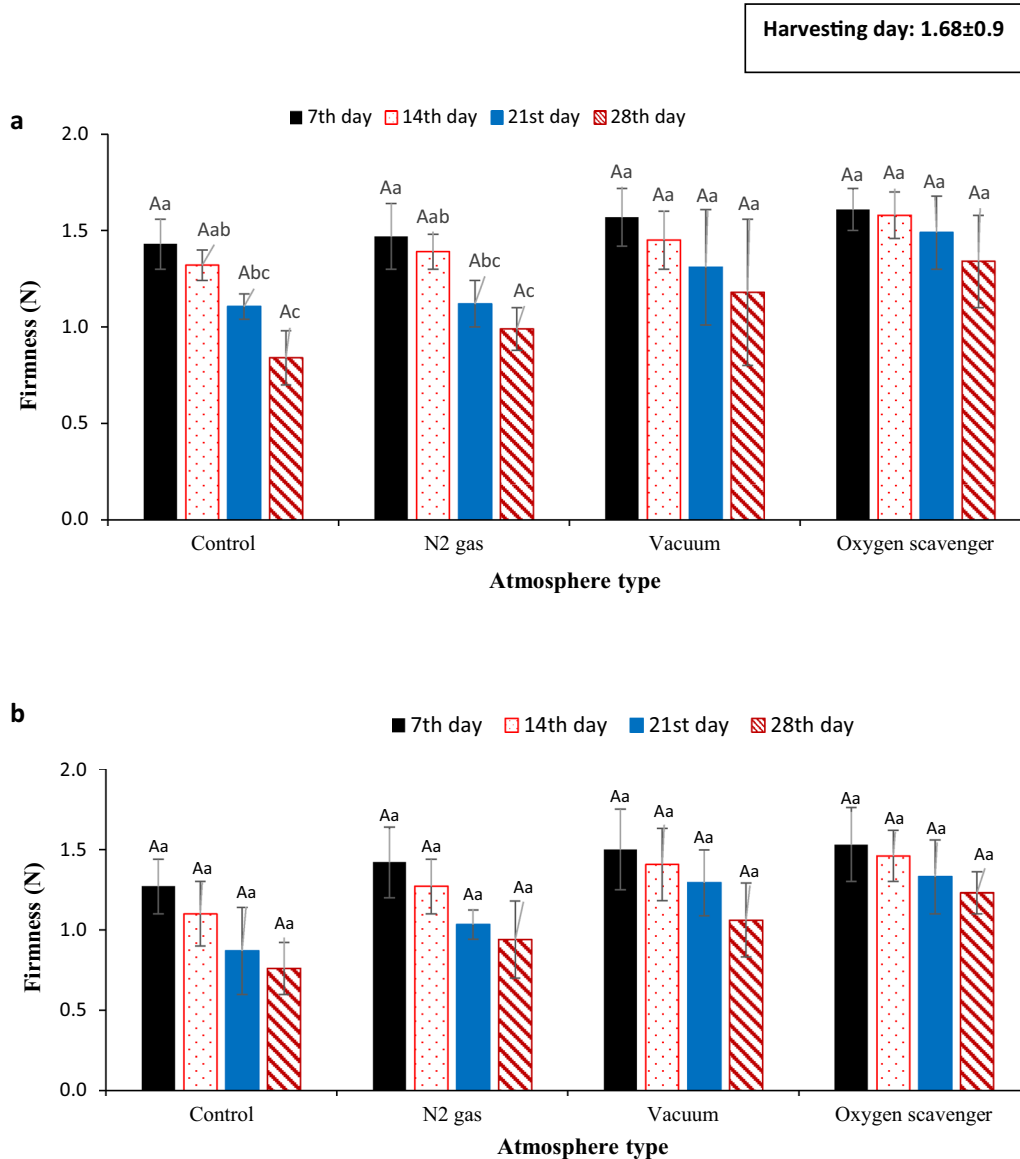 Harvesting day: 1.68±0.9
a
7th day 14th day 21st day 28th day
2.0
1.5
1.0
0.5
0.0
Firmness (N)
Aa Aab Abc Ac
Aa Aab Abc Ac
Aa Aa Aa Aa
Aa Aa Aa Aa
Control N2 gas Vacuum Oxygen scavenger
Atmosphere type
b
7th day 14th day 21st day 28th day
2.0
1.5
1.0
0.5
0.0
Firmness (N)
Aa Aa Aa Aa
Aa Aa Aa Aa
Aa Aa Aa Aa
Aa Aa Aa Aa
Control N2 gas Vacuum Oxygen scavenger
Atmosphere type